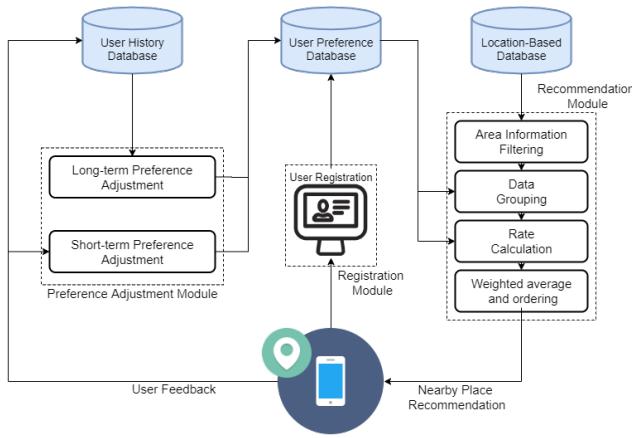 User History
Database
User Preference
Database
Location-Based
Database
Recommendation
Module
Area Information
Filtering
Long-term Preference
Adjustment
User Registration
Data
Grouping
Short-term Preference
Adjustment
Rate
Calculation
Preference Adjustment Module
Registration
Module
Weighted average
and ordering
User Feedback
Nearby Place
Recommendation